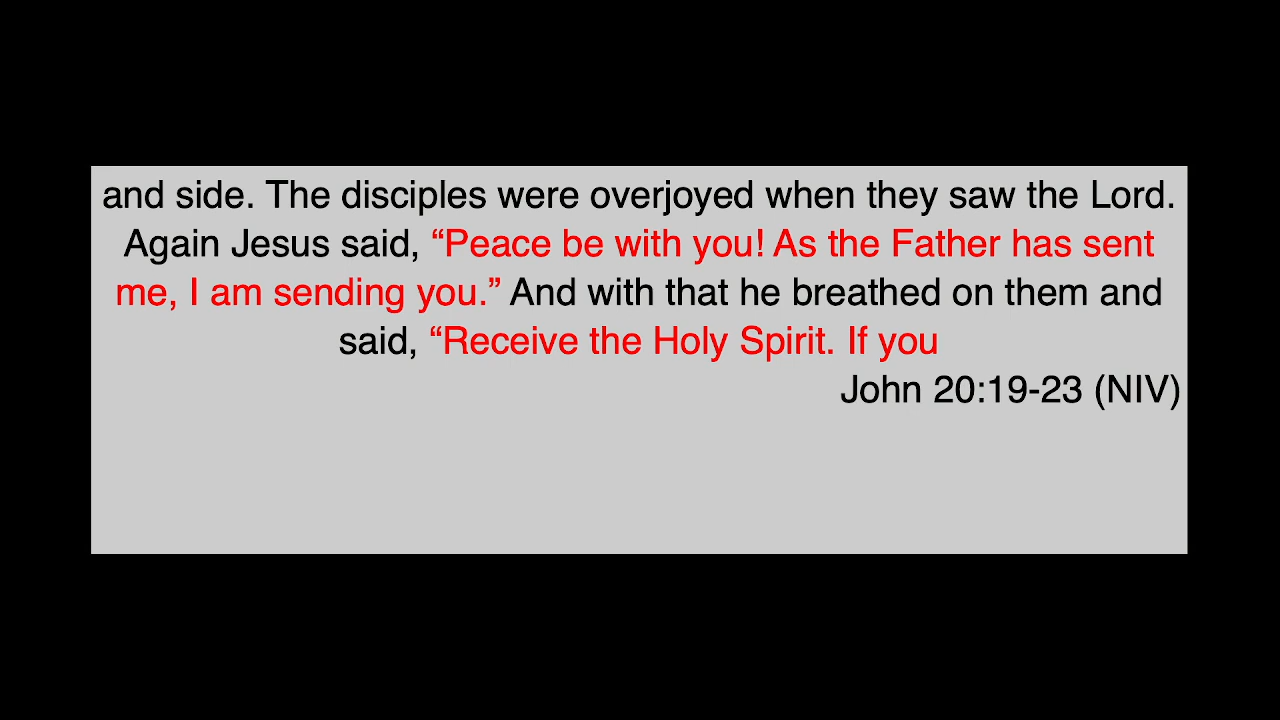 and side. The disciples were overjoyed when they saw the Lord.
Again Jesus said, “Peace be with you! As the Father has sent
me, I am sending you.” And with that he breathed on them and
said, “Receive the Holy Spirit. If you
John 20:19-23 (NIV)